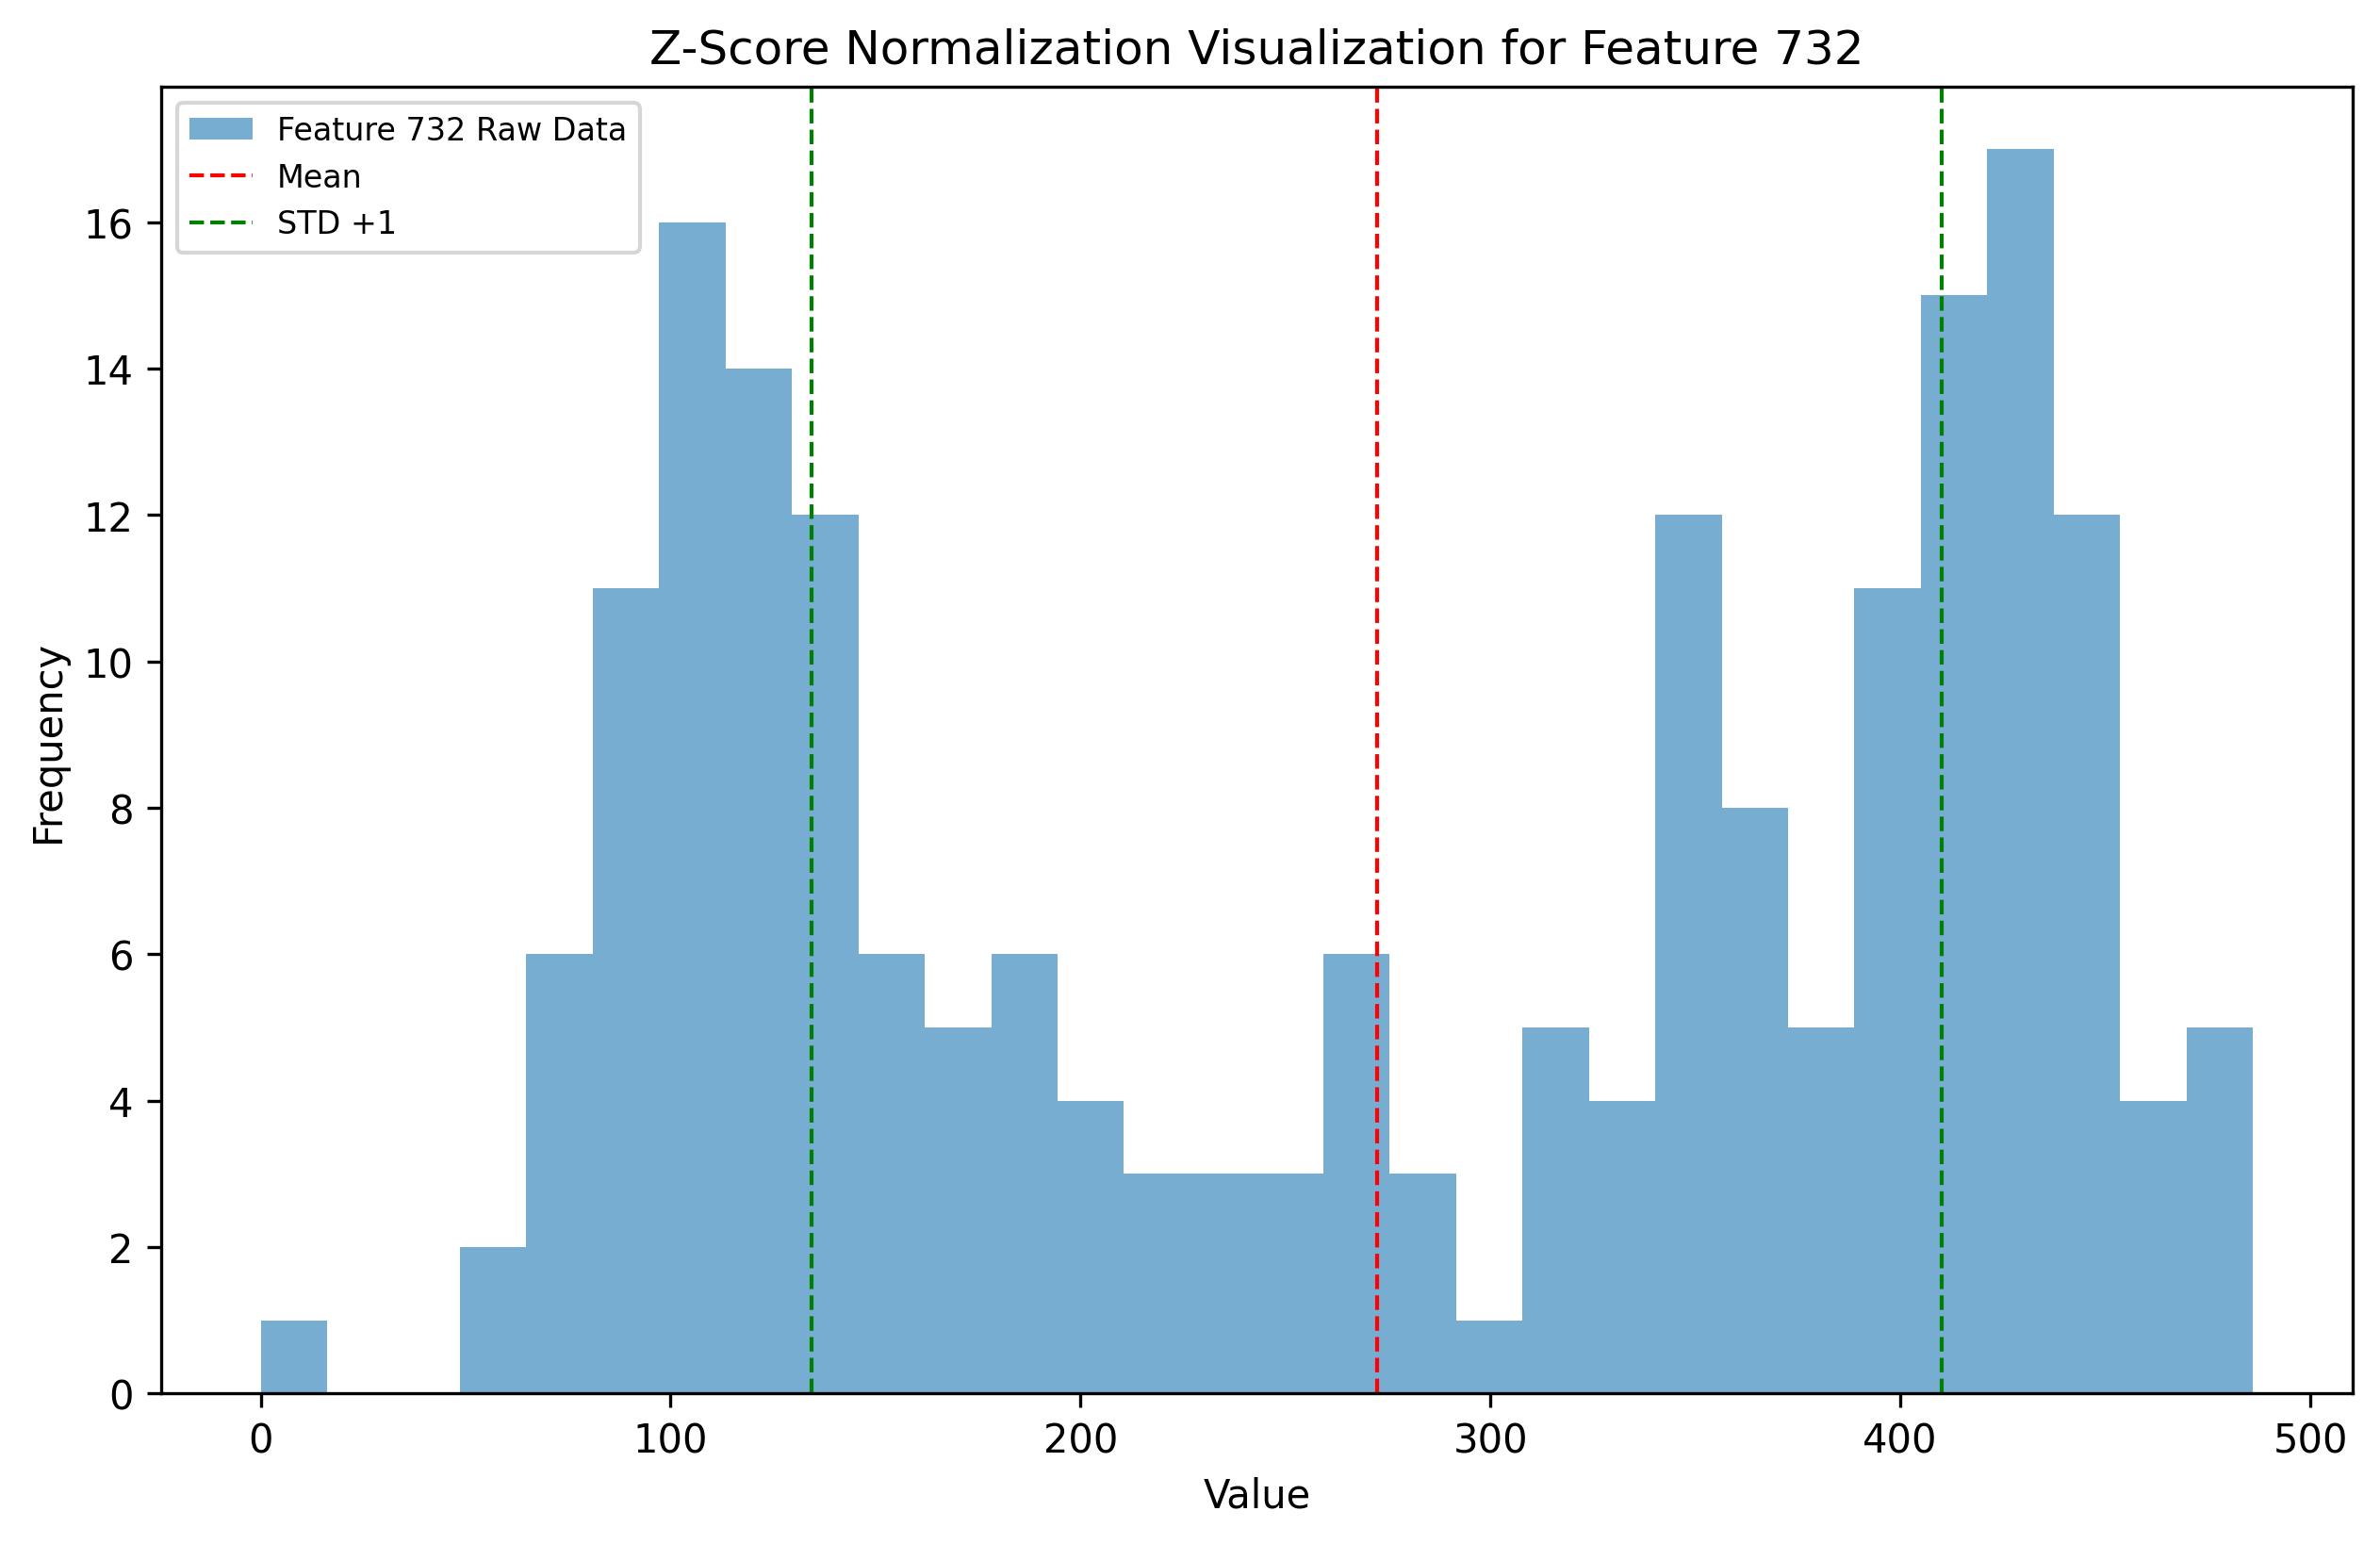 Z-Score Normalization Visualization for Feature 732
Feature 732 Raw Data
Mean
STD +1
16
14
12
10
8
6
4
2
0
Frequency
0 100 200 300 400 500
Value